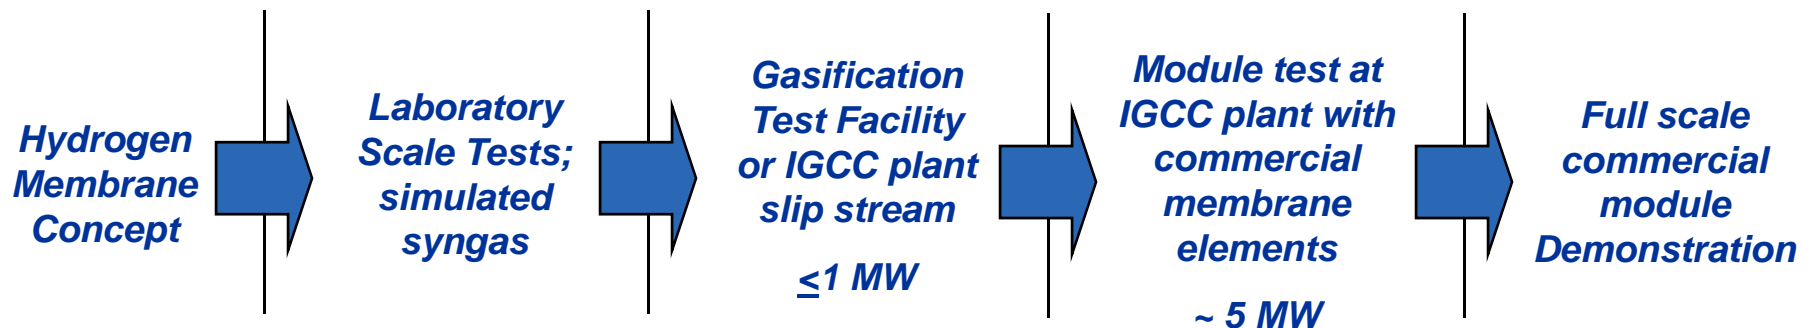 Hydrogen
Membrane
Concept
Laboratory
Scale Tests;
simulated
syngas
Gasification
Test Facility
or IGCC plant
slip stream
≤1 MW
Module test at
IGCC plant with
commercial
membrane
elements
~ 5 MW
Full scale
commercial
module
Demonstration